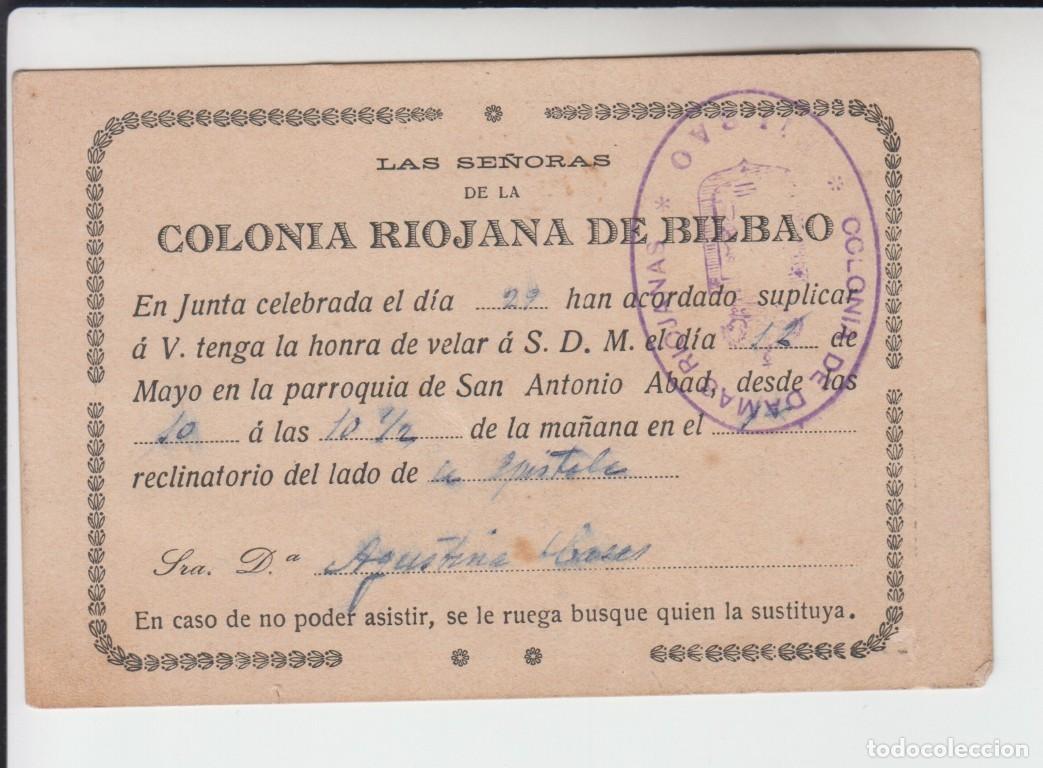 LAS SEÑORAS
DE LA
COLONIA RIOJANA DE BILBAO
En Junta celebrada el día 29 han acordado suplicar
á V. tenga la honra de velar á S. D. M. el día 12 de
Mayo en la parroquia de San Antonio Abad, desde las
10 á las 10 1/2 de la mañana en el
reclinatorio del lado de la epistola
Sra. D.ª Agustina
En caso de no poder asistir, se le ruega busque quien la sustituya.
COLONIA DE DAMAS RIOJANAS * BILBAO *
todocoleccion